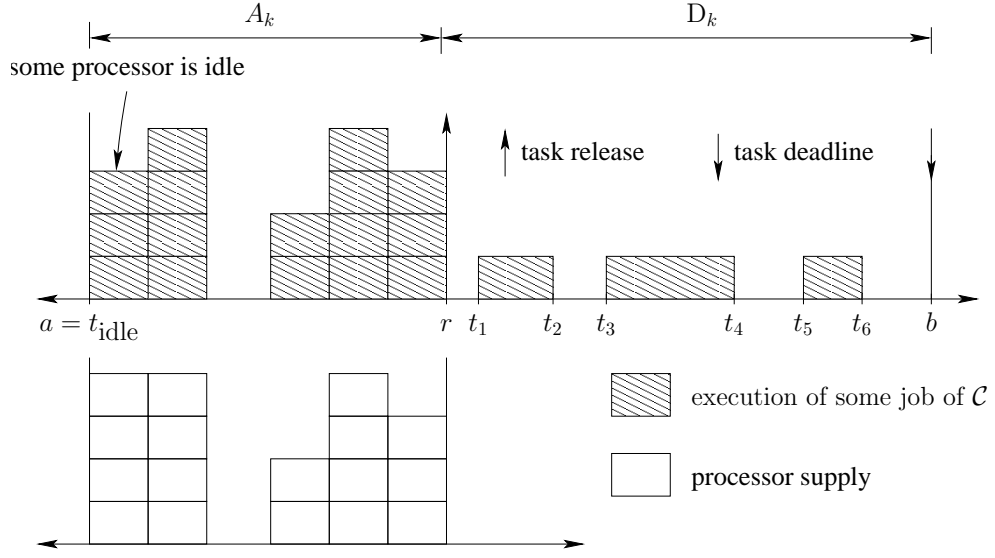 A_k
D_k
some processor is idle
task release
task deadline
a = t_idle
r
t_1
t_2
t_3
t_4
t_5
t_6
b
execution of some job of 𝒞
processor supply